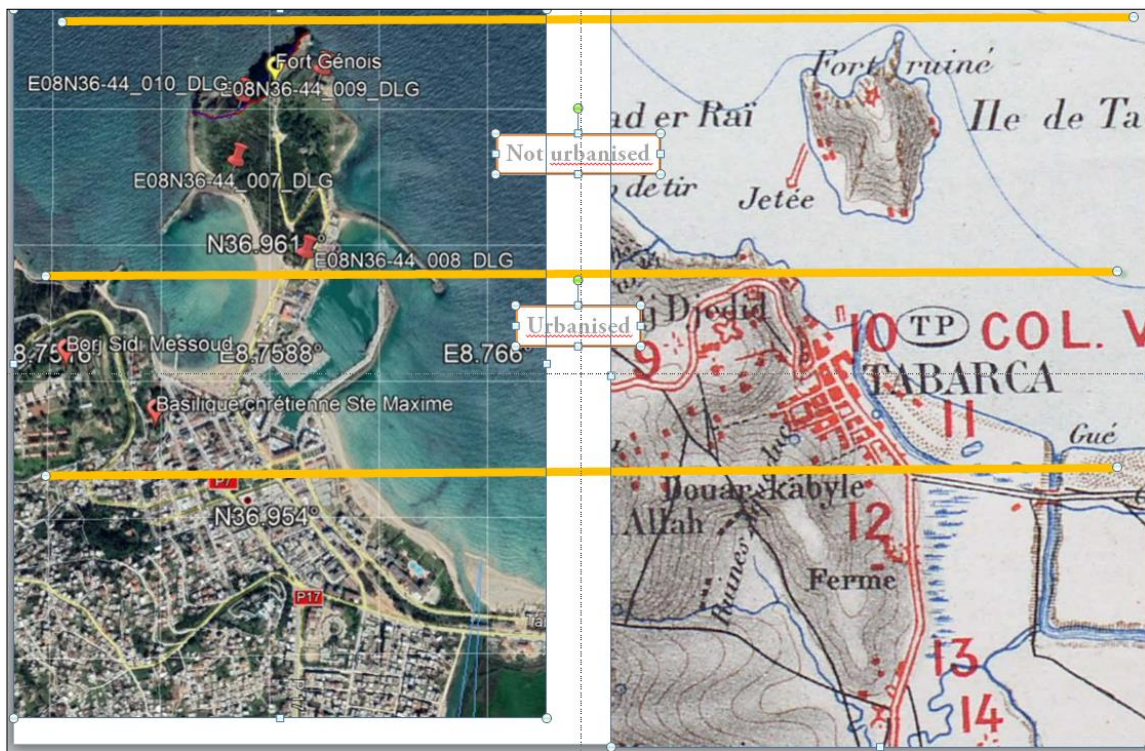 Fort Génois
E08N36-44_010_DLG
E08N36-44_009_DLG
E08N36-44_007_DLG
N36.961
E08N36-44_008_DLG
Borj Sidi Messoud
E8.7588°
E8.766°
Basilique chrétienne Ste Maxime
P7
N36.954°
P17
Not urbanised
Urbanised
Fort ruiné
ad er Raï
Ile de Ta
de tir
Jetée
j Djedid
9
10 TP COL. V
TABARCA
11
Gué
Douar kabyle
Allah
12
Ruines
Ferme
13
14